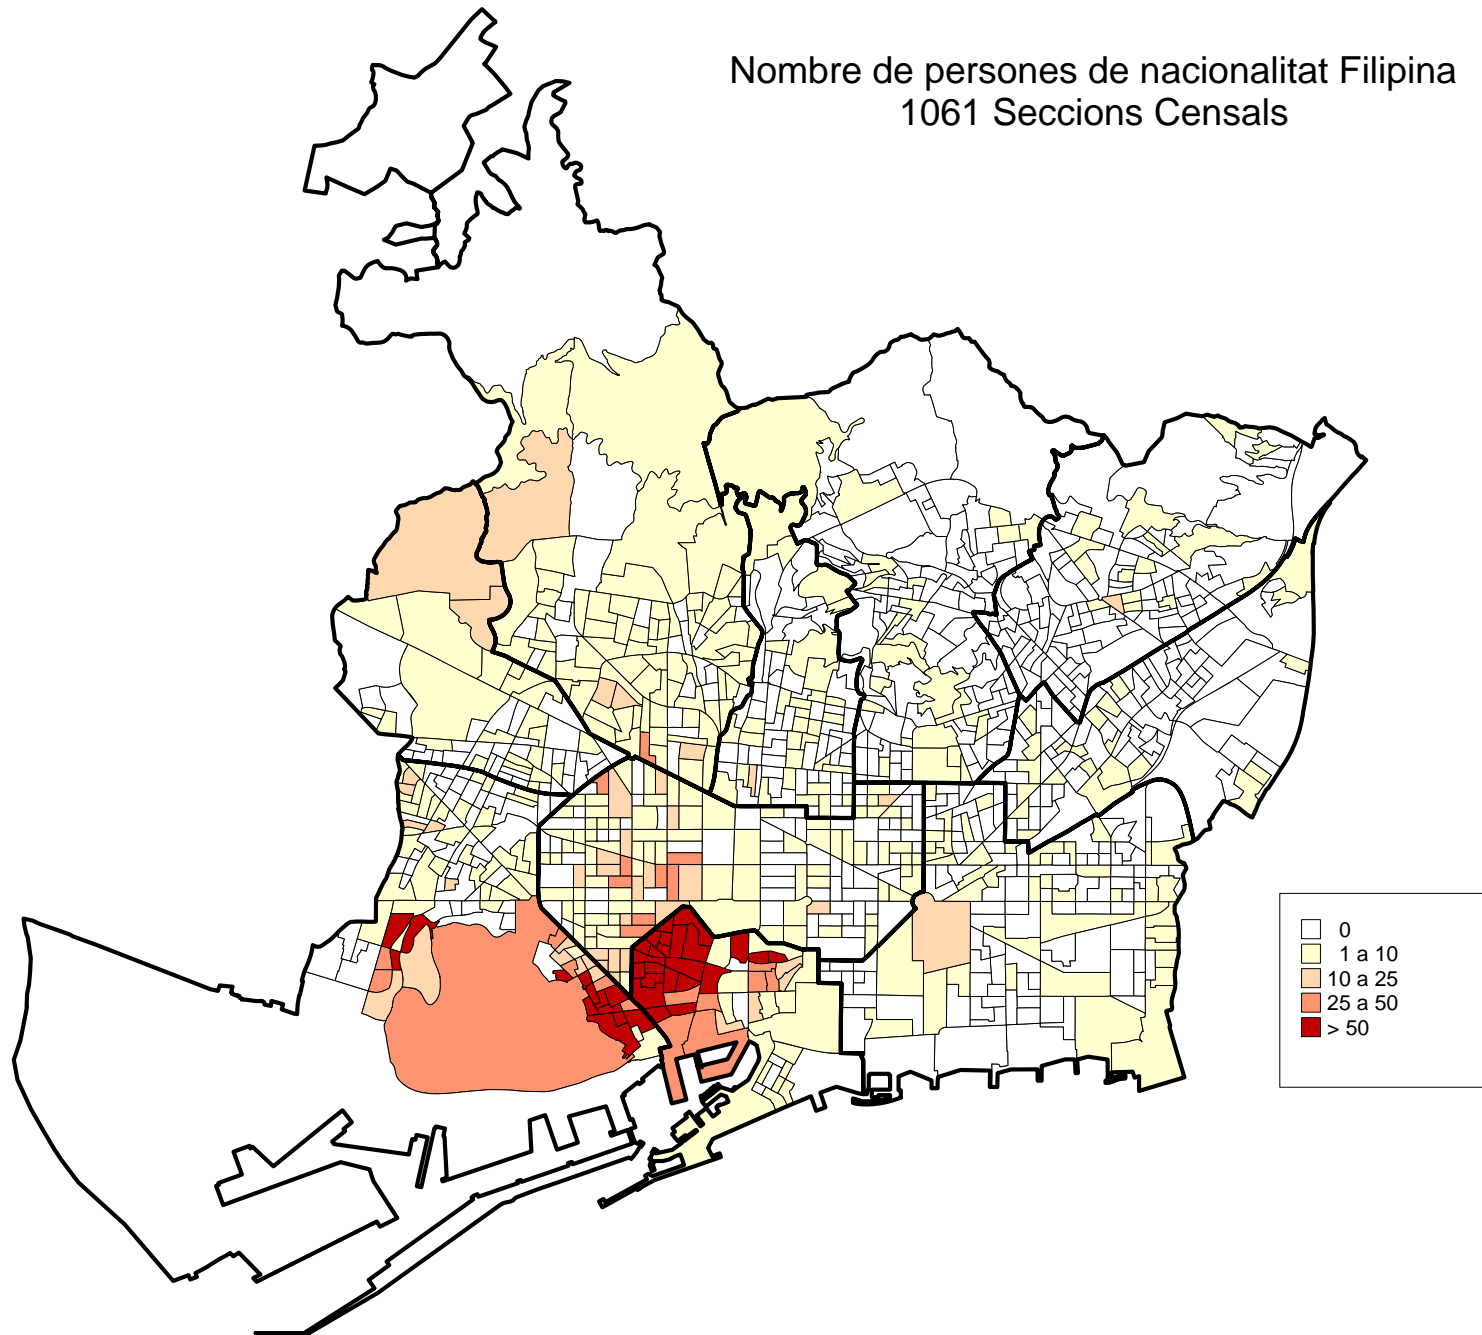 Nombre de persones de nacionalitat Filipina
1061 Seccions Censals
0
1 a 10
10 a 25
25 a 50
> 50